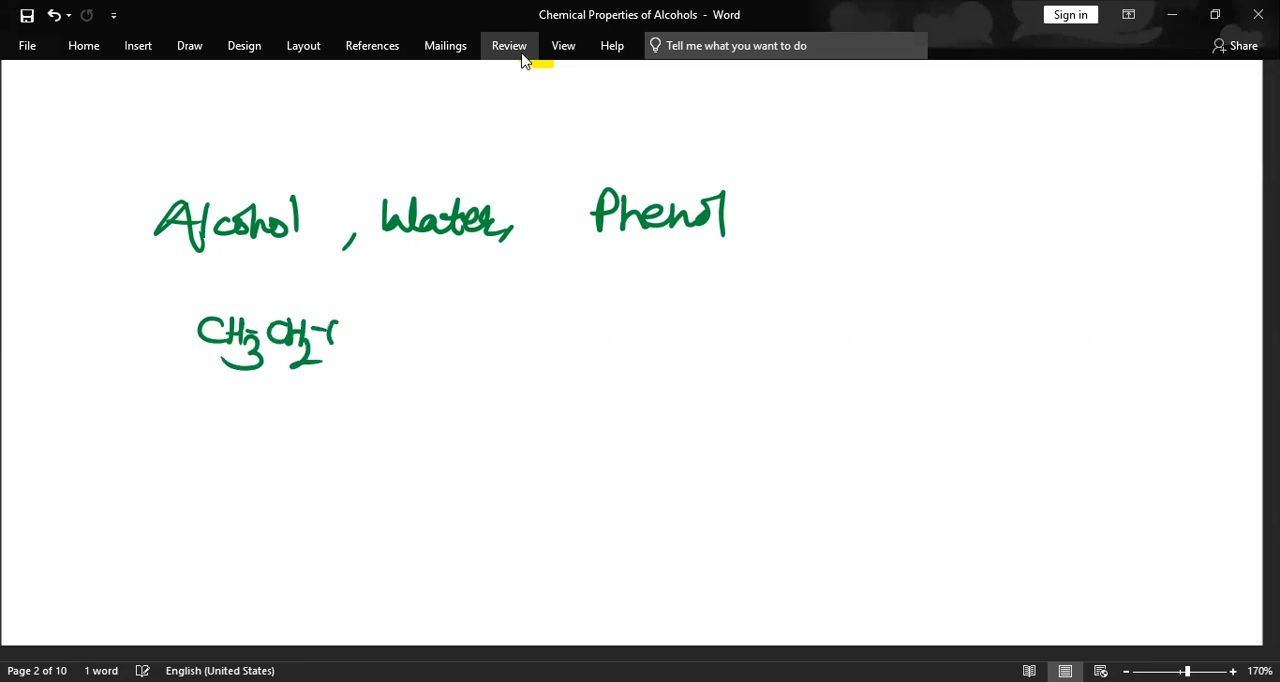 Chemical Properties of Alcohols - Word
Sign in
File Home Insert Draw Design Layout References Mailings Review View Help Tell me what you want to do Share
Alcohol, Water, Phenol
CH3CH2-
Page 2 of 10 1 word English (United States) 170%